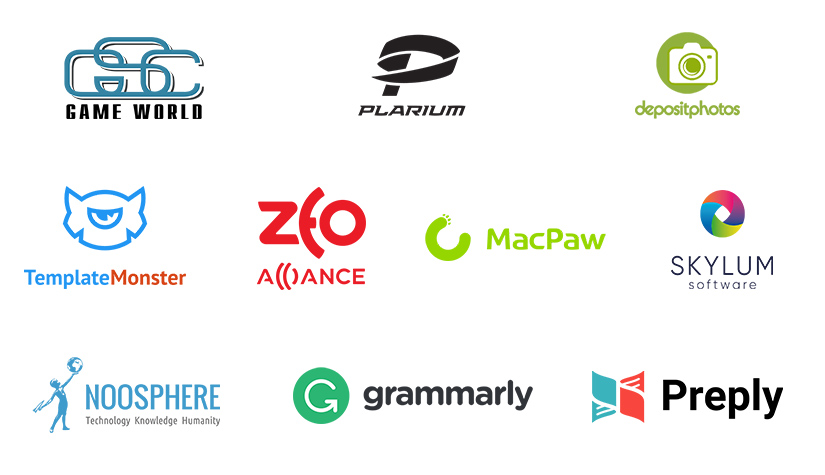 GSC
GAME WORLD
PLARIUM
depositphotos
TemplateMonster
ZEO
ALLIANCE
MacPaw
SKYLUM
software
NOOSPHERE
Technology Knowledge Humanity
grammarly
Preply